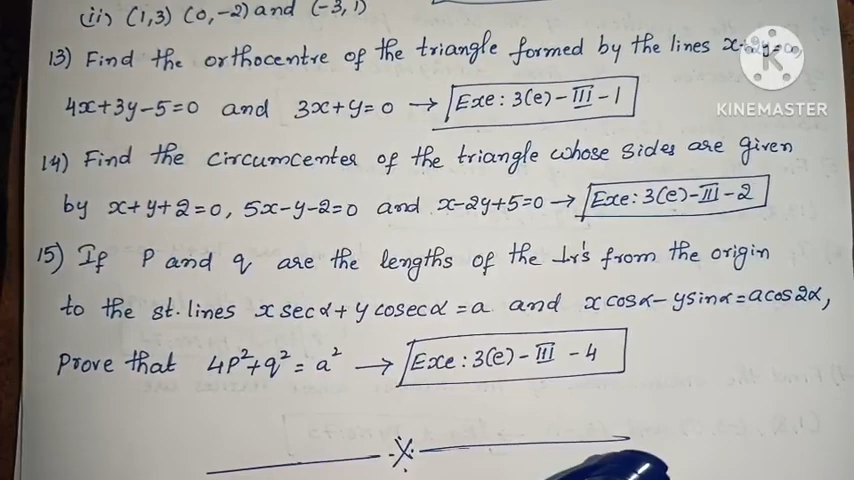 (ii) (1,3) (0,-2) and (-3,1)
13) Find the orthocentre of the triangle formed by the lines x+2y=0,
4x+3y-5=0 and 3x+y=0 → Exe: 3(e)-III-1
KINEMASTER
14) Find the circumcenter of the triangle whose sides are given
by x+y+2=0, 5x-y-2=0 and x-2y+5=0 → Exe: 3(e)-III-2
15) If P and q are the lengths of the ⊥r's from the origin
to the st. lines x secα + y cosecα = a and x cosα - y sinα = a cos2α,
Prove that 4P²+q² = a² → Exe: 3(e)-III-4